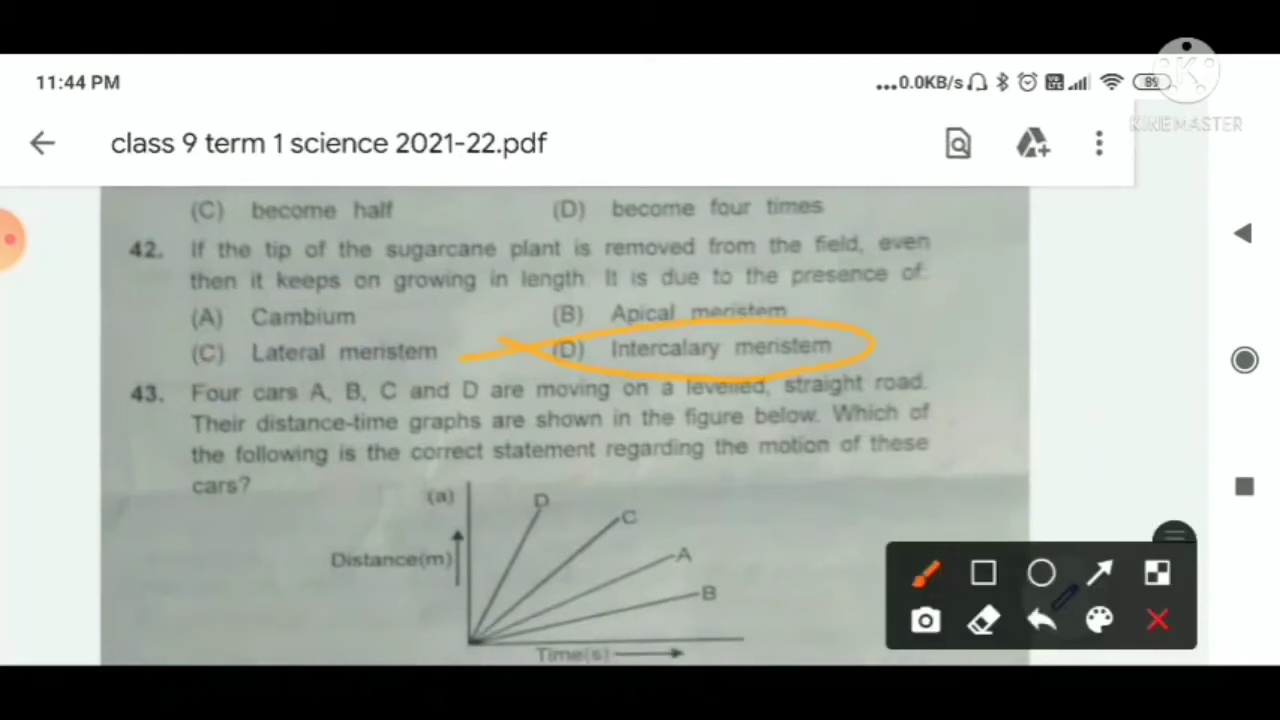 11:44 PM
...0.0KB/s
89
KINEMASTER
class 9 term 1 science 2021-22.pdf
(C) become half (D) become four times
42. If the tip of the sugarcane plant is removed from the field, even
then it keeps on growing in length. It is due to the presence of:
(A) Cambium (B) Apical meristem
(C) Lateral meristem (D) Intercalary meristem
43. Four cars A, B, C and D are moving on a levelled, straight road.
Their distance-time graphs are shown in the figure below. Which of
the following is the correct statement regarding the motion of these
cars?
(a)
D
C
Distance(m)
A
B
Time(s)